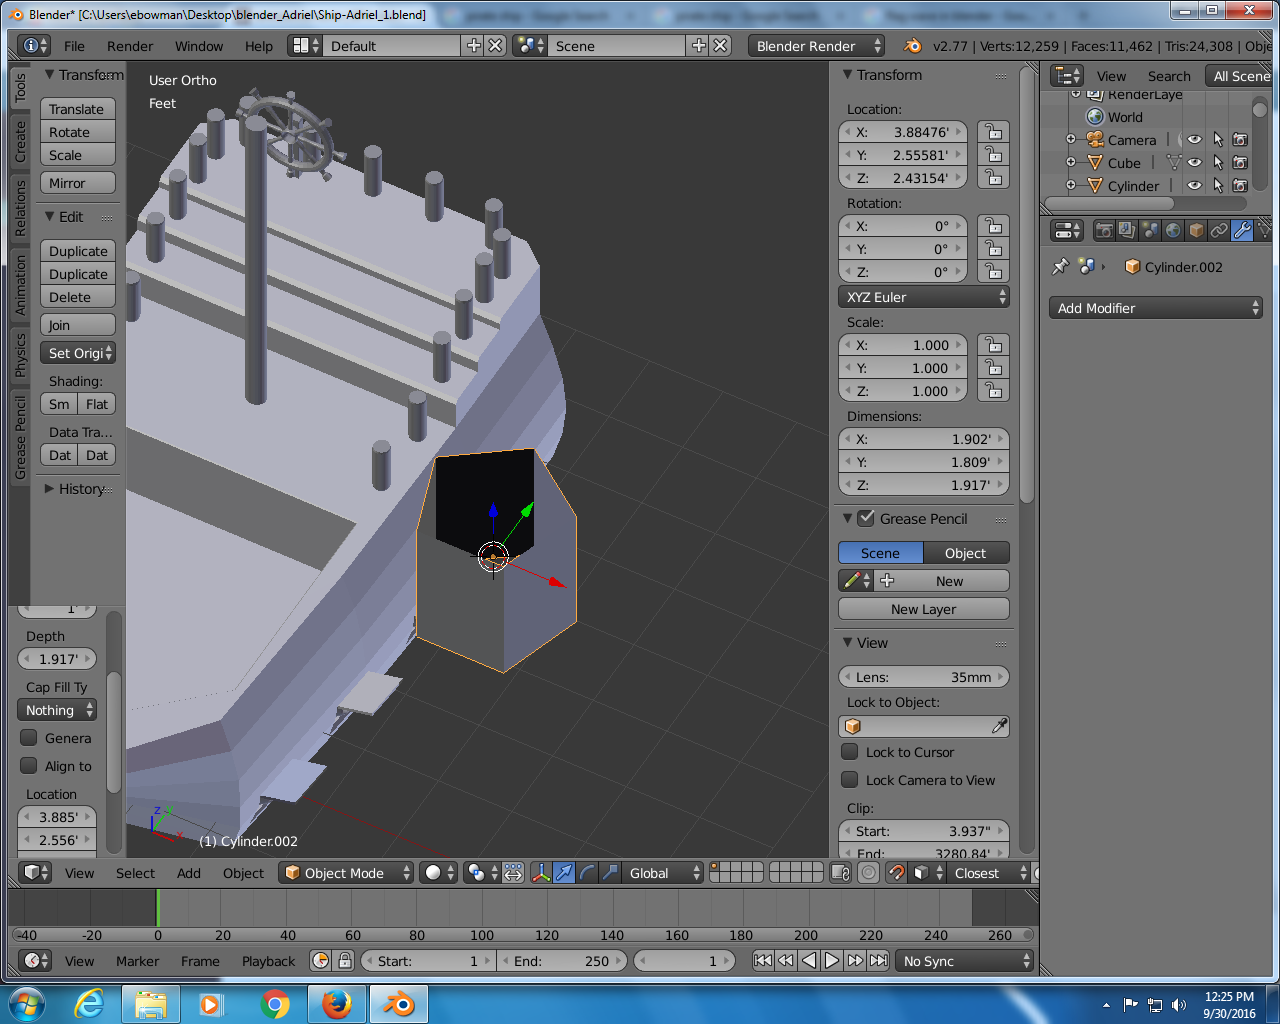 Blender* [C:\Users\ebowman\Desktop\blender_Adriel\Ship-Adriel_1.blend]
File Render Window Help Default Scene Blender Render v2.77 | Verts:12,259 | Faces:11,462 | Tris:24,308 | Obje
Tools
Create
Relations
Animation
Physics
Grease Pencil
Transform
Translate
Rotate
Scale
Mirror
Edit
Duplicate
Duplicate
Delete
Join
Set Origi
Shading:
Sm Flat
Data Tra...
Dat Dat
History
1'
Depth
1.917'
Cap Fill Ty
Nothing
Genera
Align to
Location
3.885'
2.556'
User Ortho
Feet
z y x
(1) Cylinder.002
Transform
Location:
X: 3.88476'
Y: 2.55581'
Z: 2.43154'
Rotation:
X: 0°
Y: 0°
Z: 0°
XYZ Euler
Scale:
X: 1.000
Y: 1.000
Z: 1.000
Dimensions:
X: 1.902'
Y: 1.809'
Z: 1.917'
Grease Pencil
Scene Object
New
New Layer
View
Lens: 35mm
Lock to Object:
Lock to Cursor
Lock Camera to View
Clip:
Start: 3.937"
End: 3280.84'
View Search All Scene
RenderLaye
World
Camera
Cube
Cylinder
Cylinder.002
Add Modifier
View Select Add Object Object Mode Global Closest
-40 -20 0 20 40 60 80 100 120 140 160 180 200 220 240 260
View Marker Frame Playback Start: 1 End: 250 1 No Sync
12:25 PM
9/30/2016